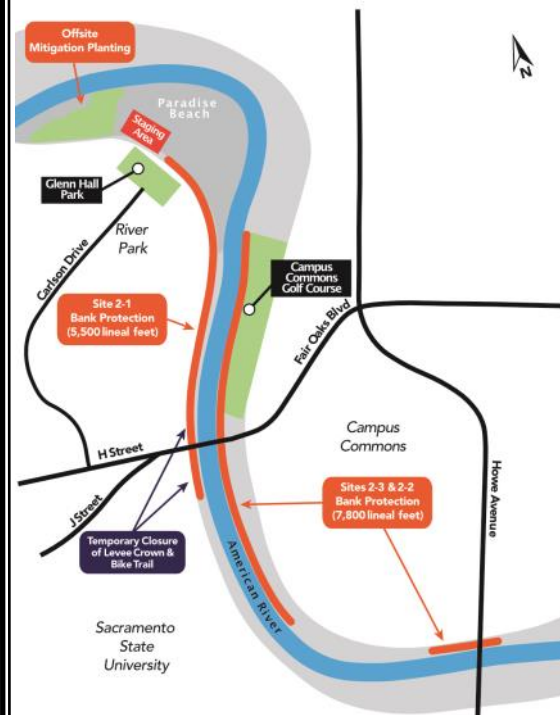 Offsite
Mitigation Planting
N
Paradise
Beach
Staging
Area
Glenn Hall
Park
River
Park
Carlson Drive
Campus
Commons
Golf Course
Site 2-1
Bank Protection
(5,500 lineal feet)
Fair Oaks Blvd
Campus
Commons
H Street
J Street
Howe Avenue
Sites 2-3 & 2-2
Bank Protection
(7,800 lineal feet)
Temporary Closure
of Levee Crown &
Bike Trail
American River
Sacramento
State
University